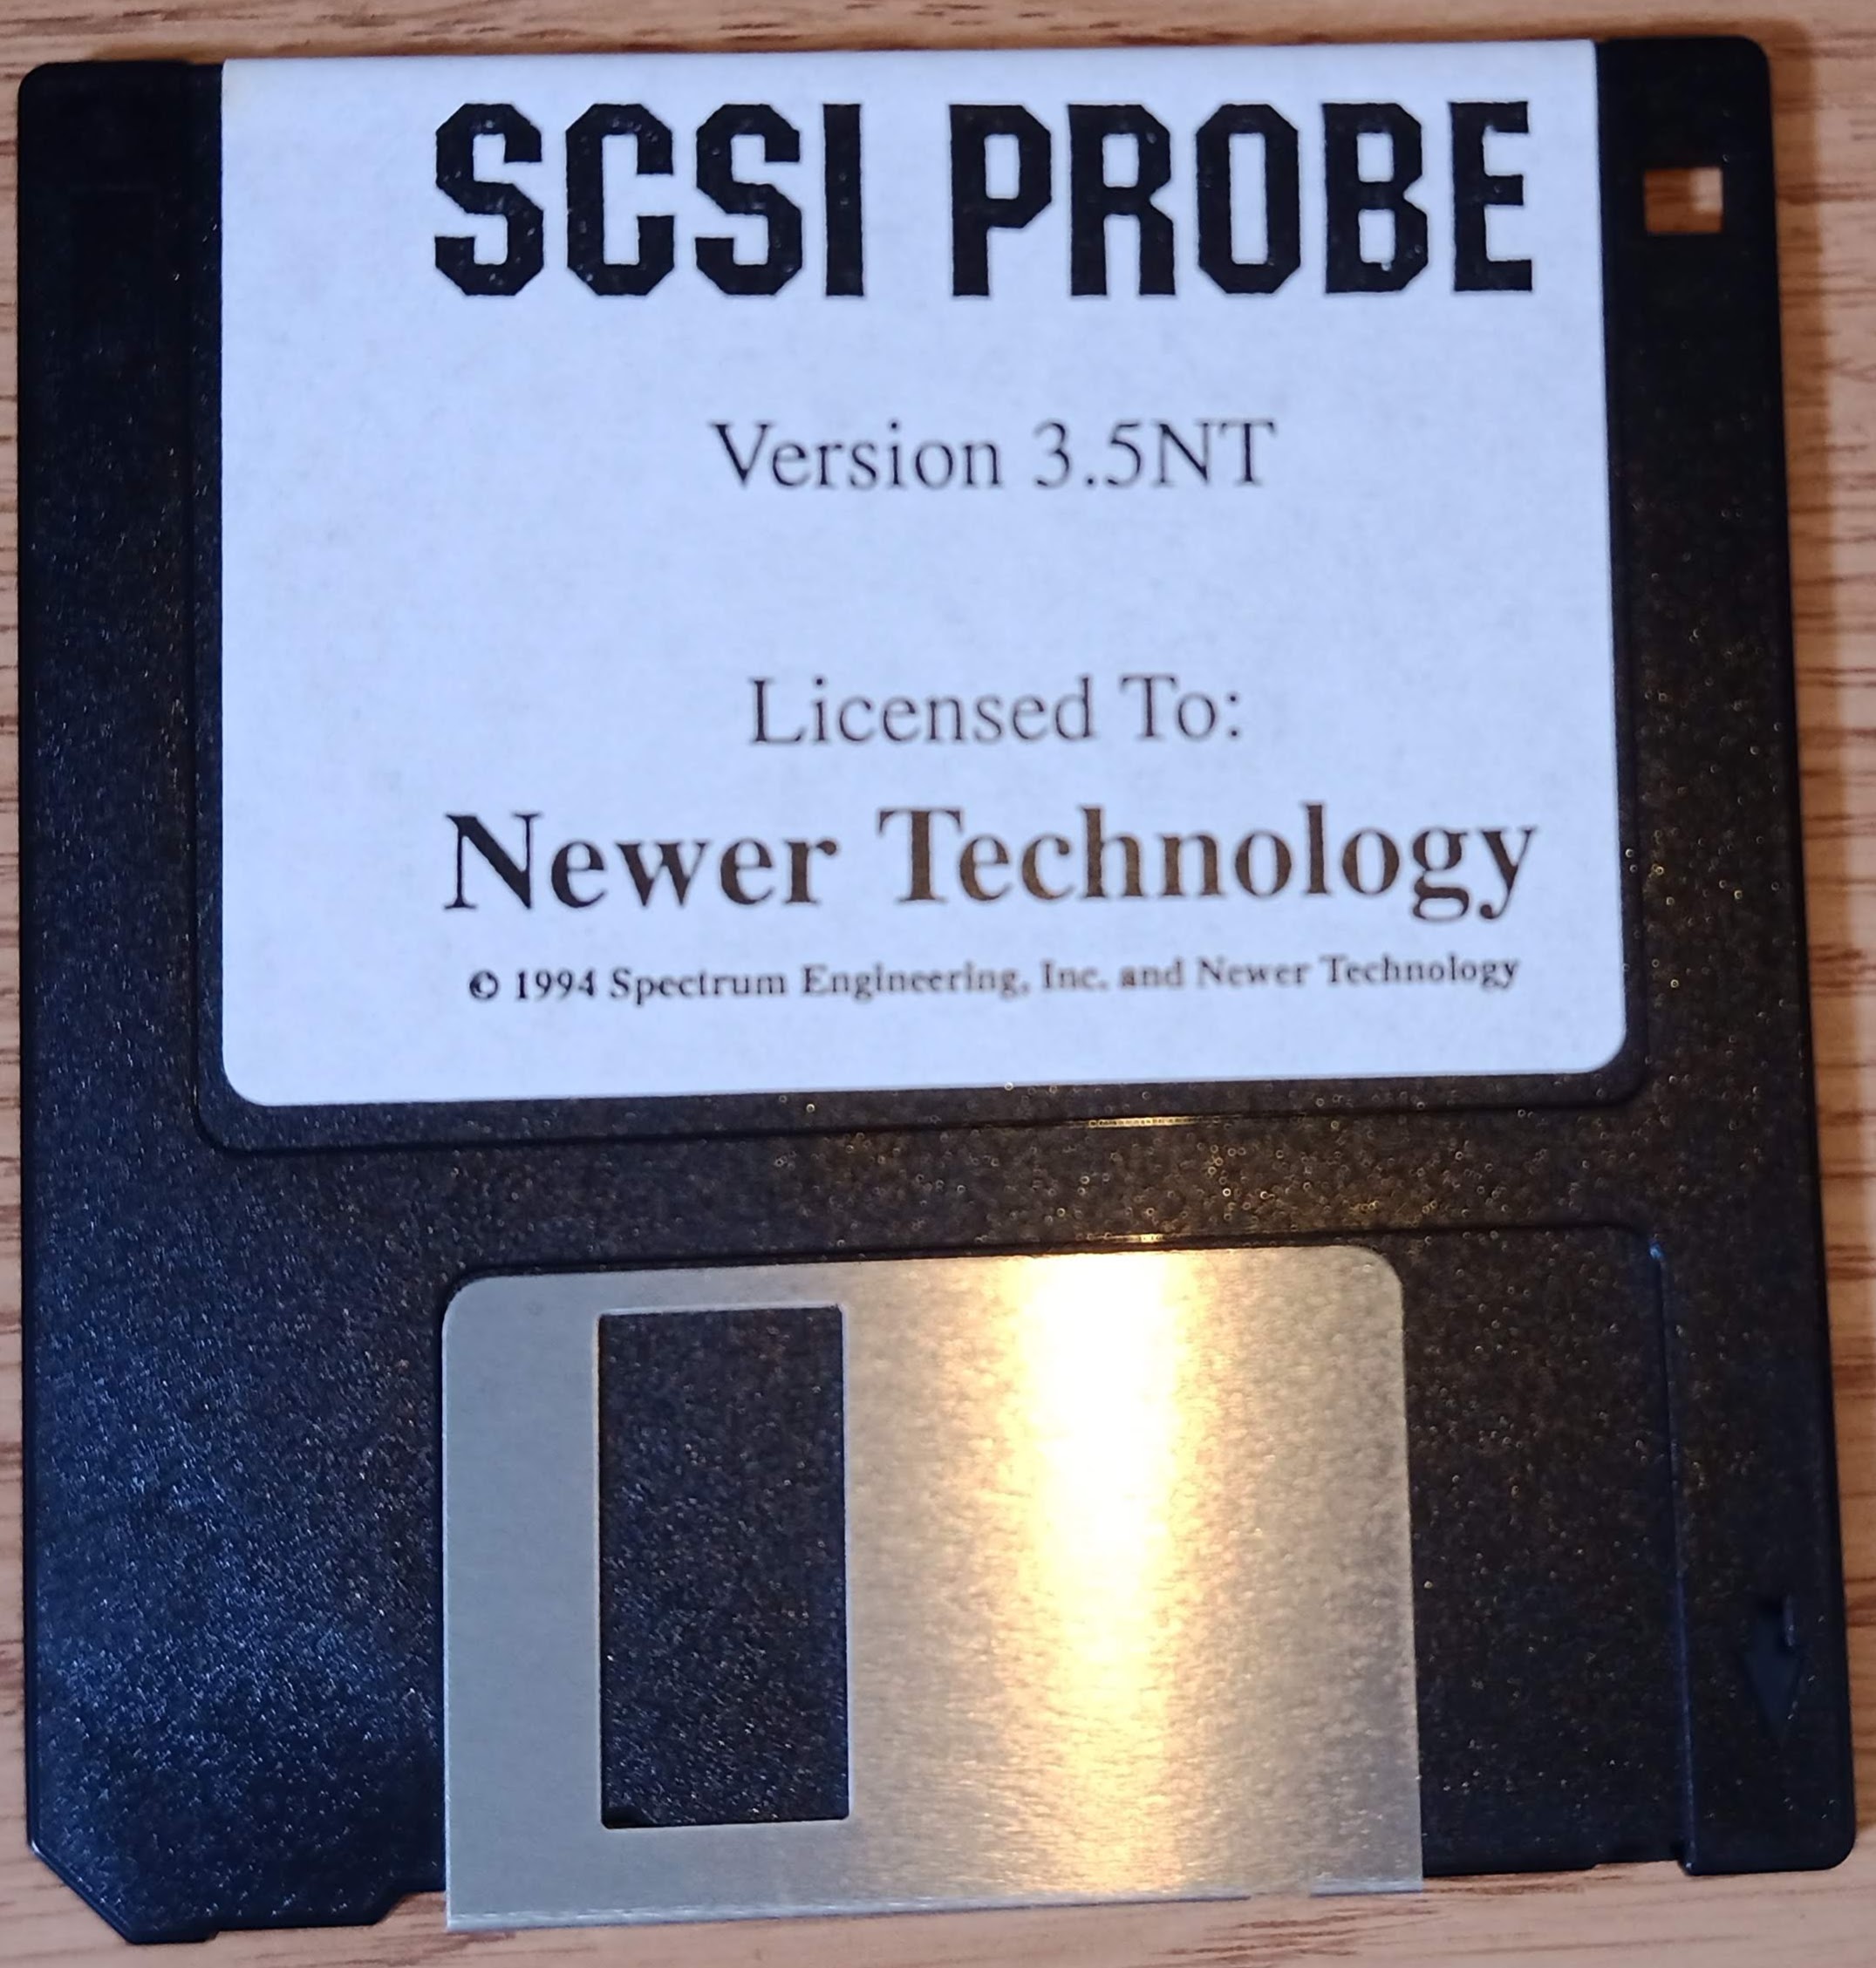 SCSI PROBE
Version 3.5NT
Licensed To:
Newer Technology
© 1994 Spectrum Engineering, Inc. and Newer Technology